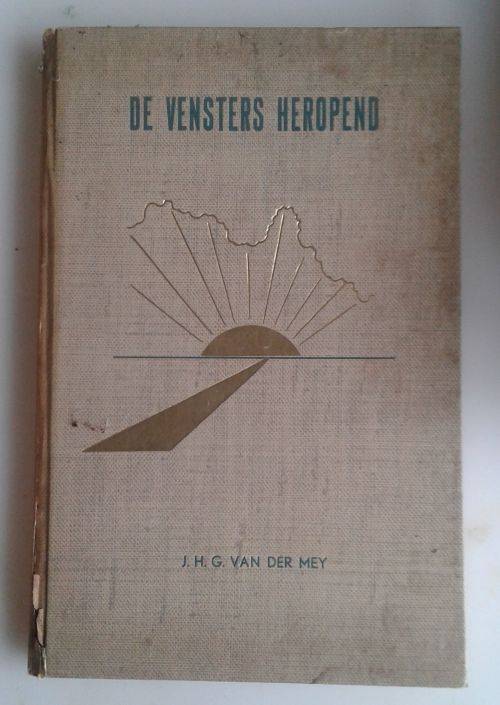 DE VENSTERS HEROPEND
J. H. G. VAN DER MEY